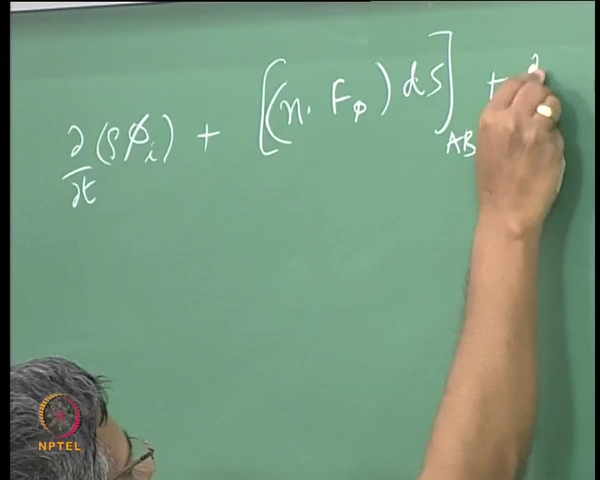 ∂/∂t (ρϕᵢ) + [(n · F_ϕ) ds]_AB +
NPTEL